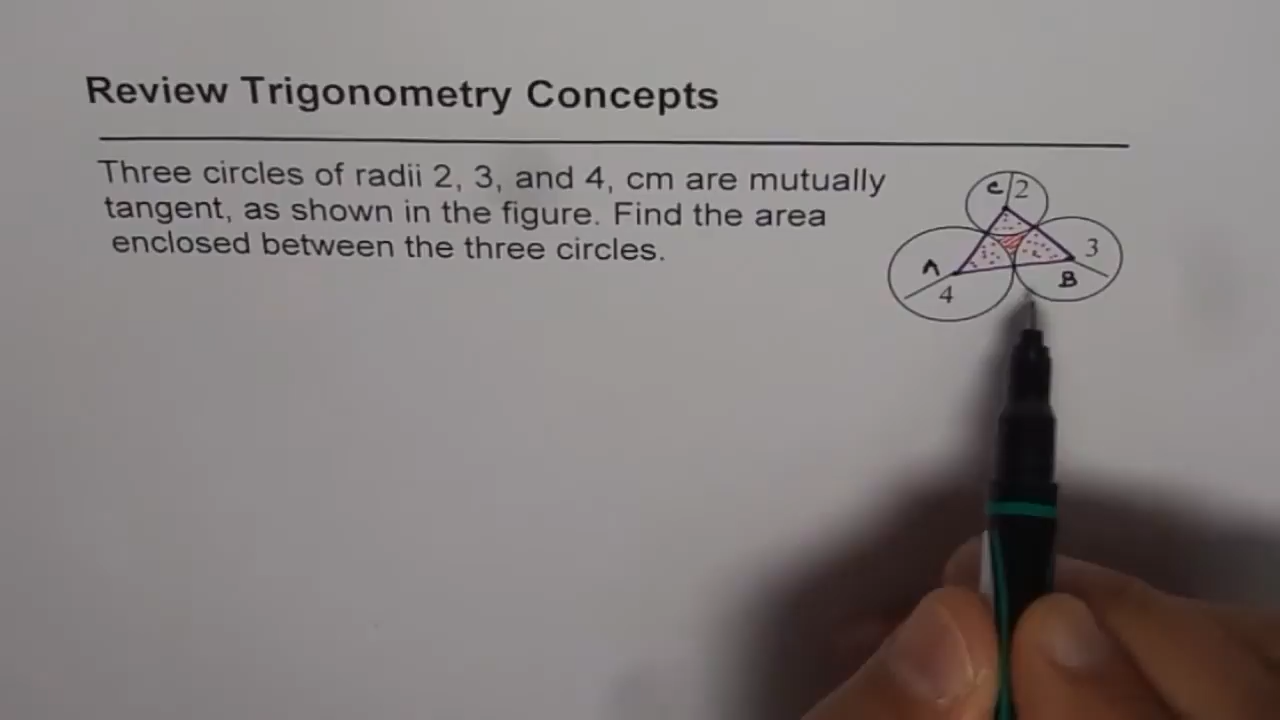 Review Trigonometry Concepts
Three circles of radii 2, 3, and 4, cm are mutually
tangent, as shown in the figure. Find the area
enclosed between the three circles.
C 2
3
A
B
4